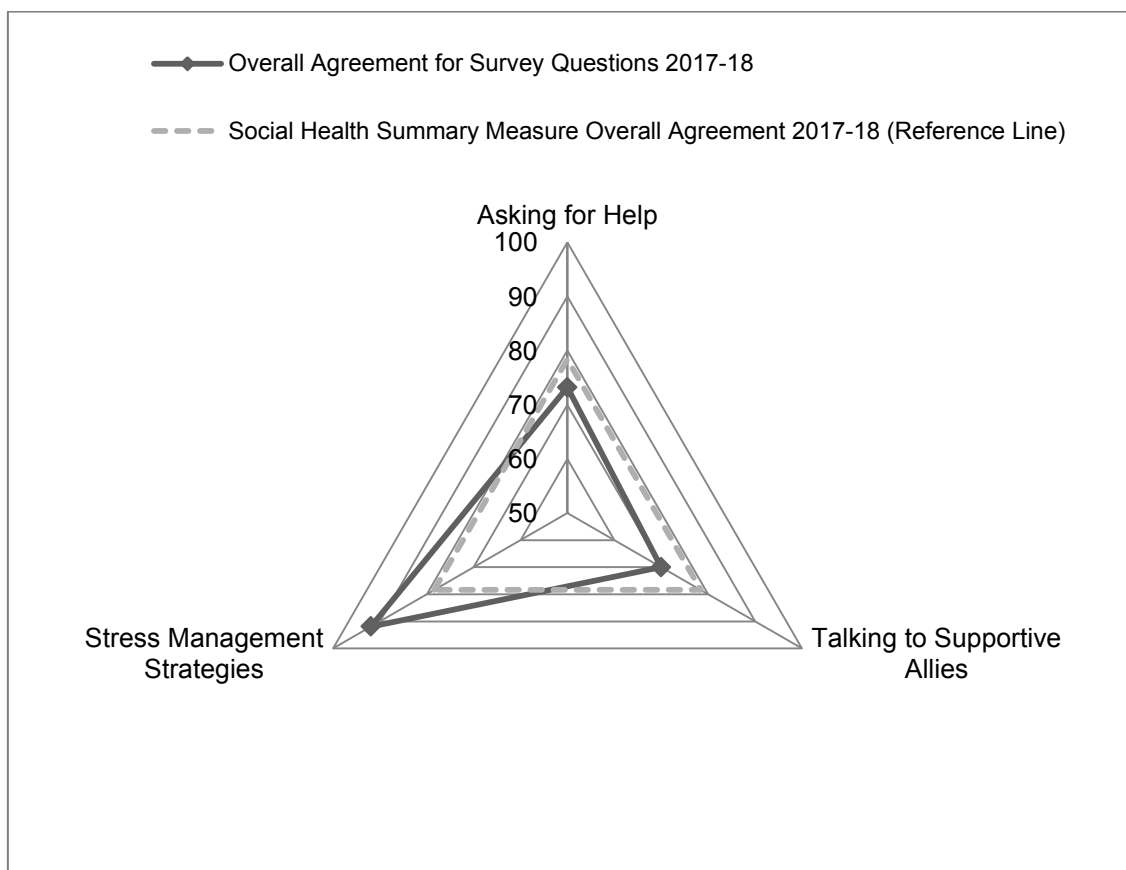 Overall Agreement for Survey Questions 2017-18
Social Health Summary Measure Overall Agreement 2017-18 (Reference Line)
Asking for Help
100
90
80
70
60
50
Stress Management
Strategies
Talking to Supportive
Allies